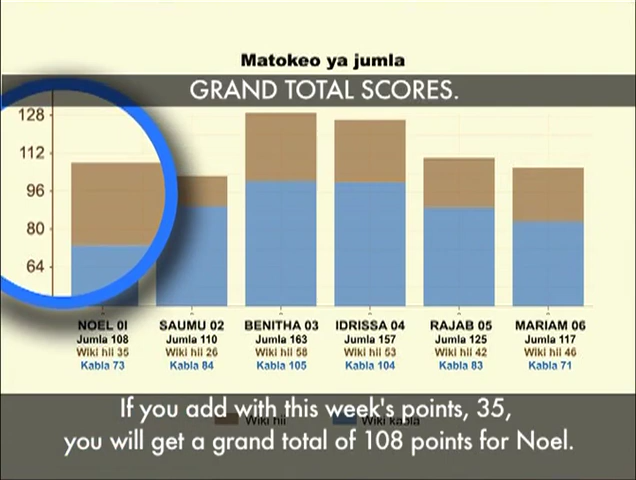 Matokeo ya jumla
GRAND TOTAL SCORES.
128
112
96
80
64
NOEL 01 SAUMU 02 BENITHA 03 IDRISSA 04 RAJAB 05 MARIAM 06
Jumla 108 Jumla 110 Jumla 163 Jumla 157 Jumla 125 Jumla 117
Wiki hii 35 Wiki hii 26 Wiki hii 58 Wiki hii 53 Wiki hii 42 Wiki hii 46
Kabla 73 Kabla 84 Kabla 105 Kabla 104 Kabla 83 Kabla 71
If you add with this week's points, 35,
Wiki hii Wiki kabla
you will get a grand total of 108 points for Noel.